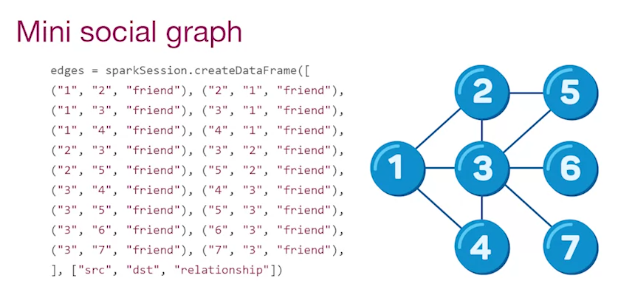 Mini social graph
edges = sparkSession.createDataFrame([
("1", "2", "friend"), ("2", "1", "friend"),
("1", "3", "friend"), ("3", "1", "friend"),
("1", "4", "friend"), ("4", "1", "friend"),
("2", "3", "friend"), ("3", "2", "friend"),
("2", "5", "friend"), ("5", "2", "friend"),
("3", "4", "friend"), ("4", "3", "friend"),
("3", "5", "friend"), ("5", "3", "friend"),
("3", "6", "friend"), ("6", "3", "friend"),
("3", "7", "friend"), ("7", "3", "friend"),
], ["src", "dst", "relationship"])
2 5
1 3 6
4 7